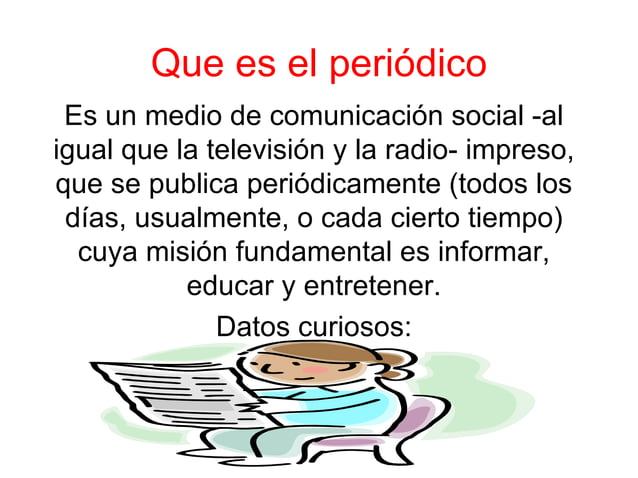 Que es el periódico
Es un medio de comunicación social -al
igual que la televisión y la radio- impreso,
que se publica periódicamente (todos los
días, usualmente, o cada cierto tiempo)
cuya misión fundamental es informar,
educar y entretener.
Datos curiosos: